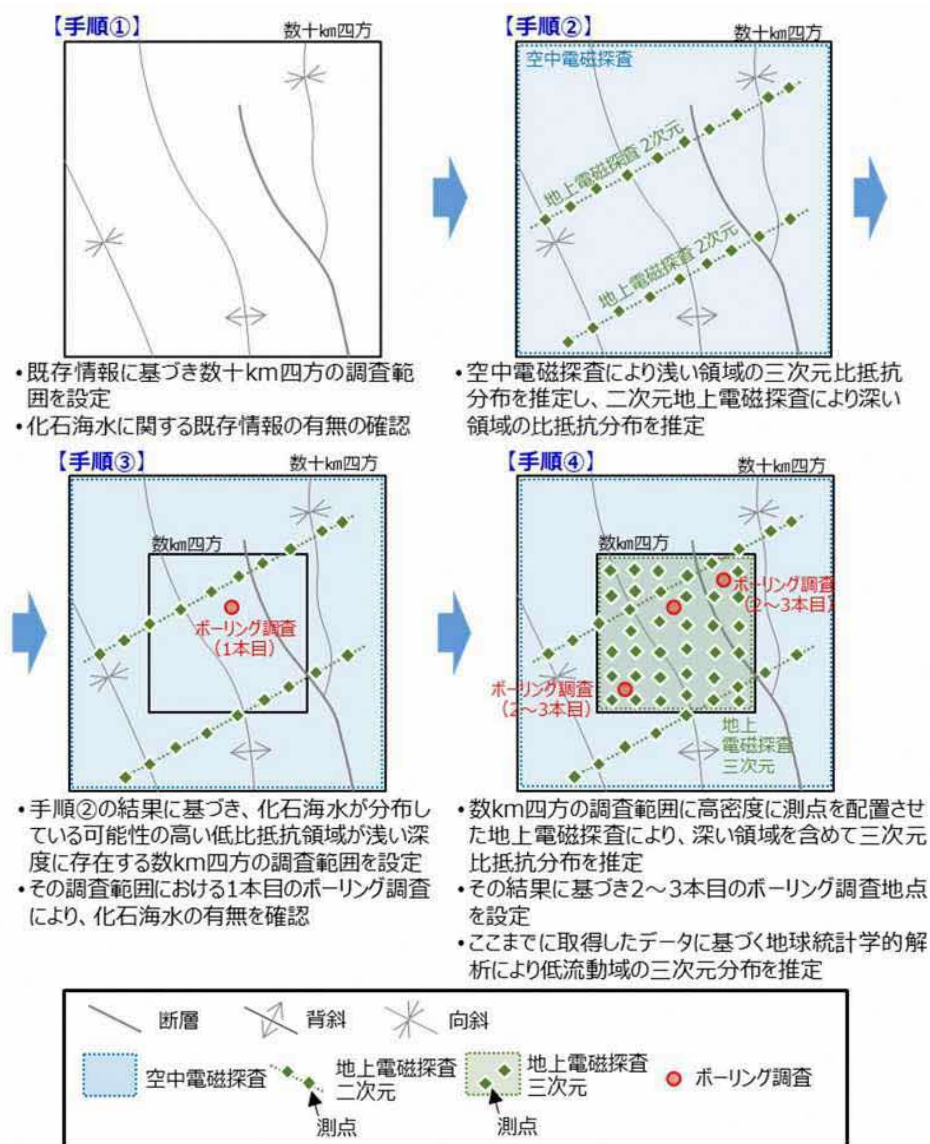 【手順①】
数十km四方
【手順②】
数十km四方
空中電磁探査
地上電磁探査 2次元
地上電磁探査 2次元
・既存情報に基づき数十km四方の調査範
囲を設定
・化石海水に関する既存情報の有無の確認
・空中電磁探査により浅い領域の三次元比抵抗
分布を推定し、二次元地上電磁探査により深い
領域の比抵抗分布を推定
【手順③】
数十km四方
数km四方
ボーリング調査
（1本目）
【手順④】
数十km四方
数km四方
ボーリング調査
（2～3本目）
ボーリング調査
（2～3本目）
地上
電磁探査
三次元
・手順②の結果に基づき、化石海水が分布し
ている可能性の高い低比抵抗領域が浅い深
度に存在する数km四方の調査範囲を設定
・その調査範囲における1本目のボーリング調査
により、化石海水の有無を確認
・数km四方の調査範囲に高密度に測点を配置させ
た地上電磁探査により、深い領域を含めて三次元
比抵抗分布を推定
・その結果に基づき2～3本目のボーリング調査地点
を設定
・ここまでに取得したデータに基づく地球統計学的解
析により低流動域の三次元分布を推定
断層
背斜
向斜
空中電磁探査
地上電磁探査
二次元
測点
地上電磁探査
三次元
測点
ボーリング調査